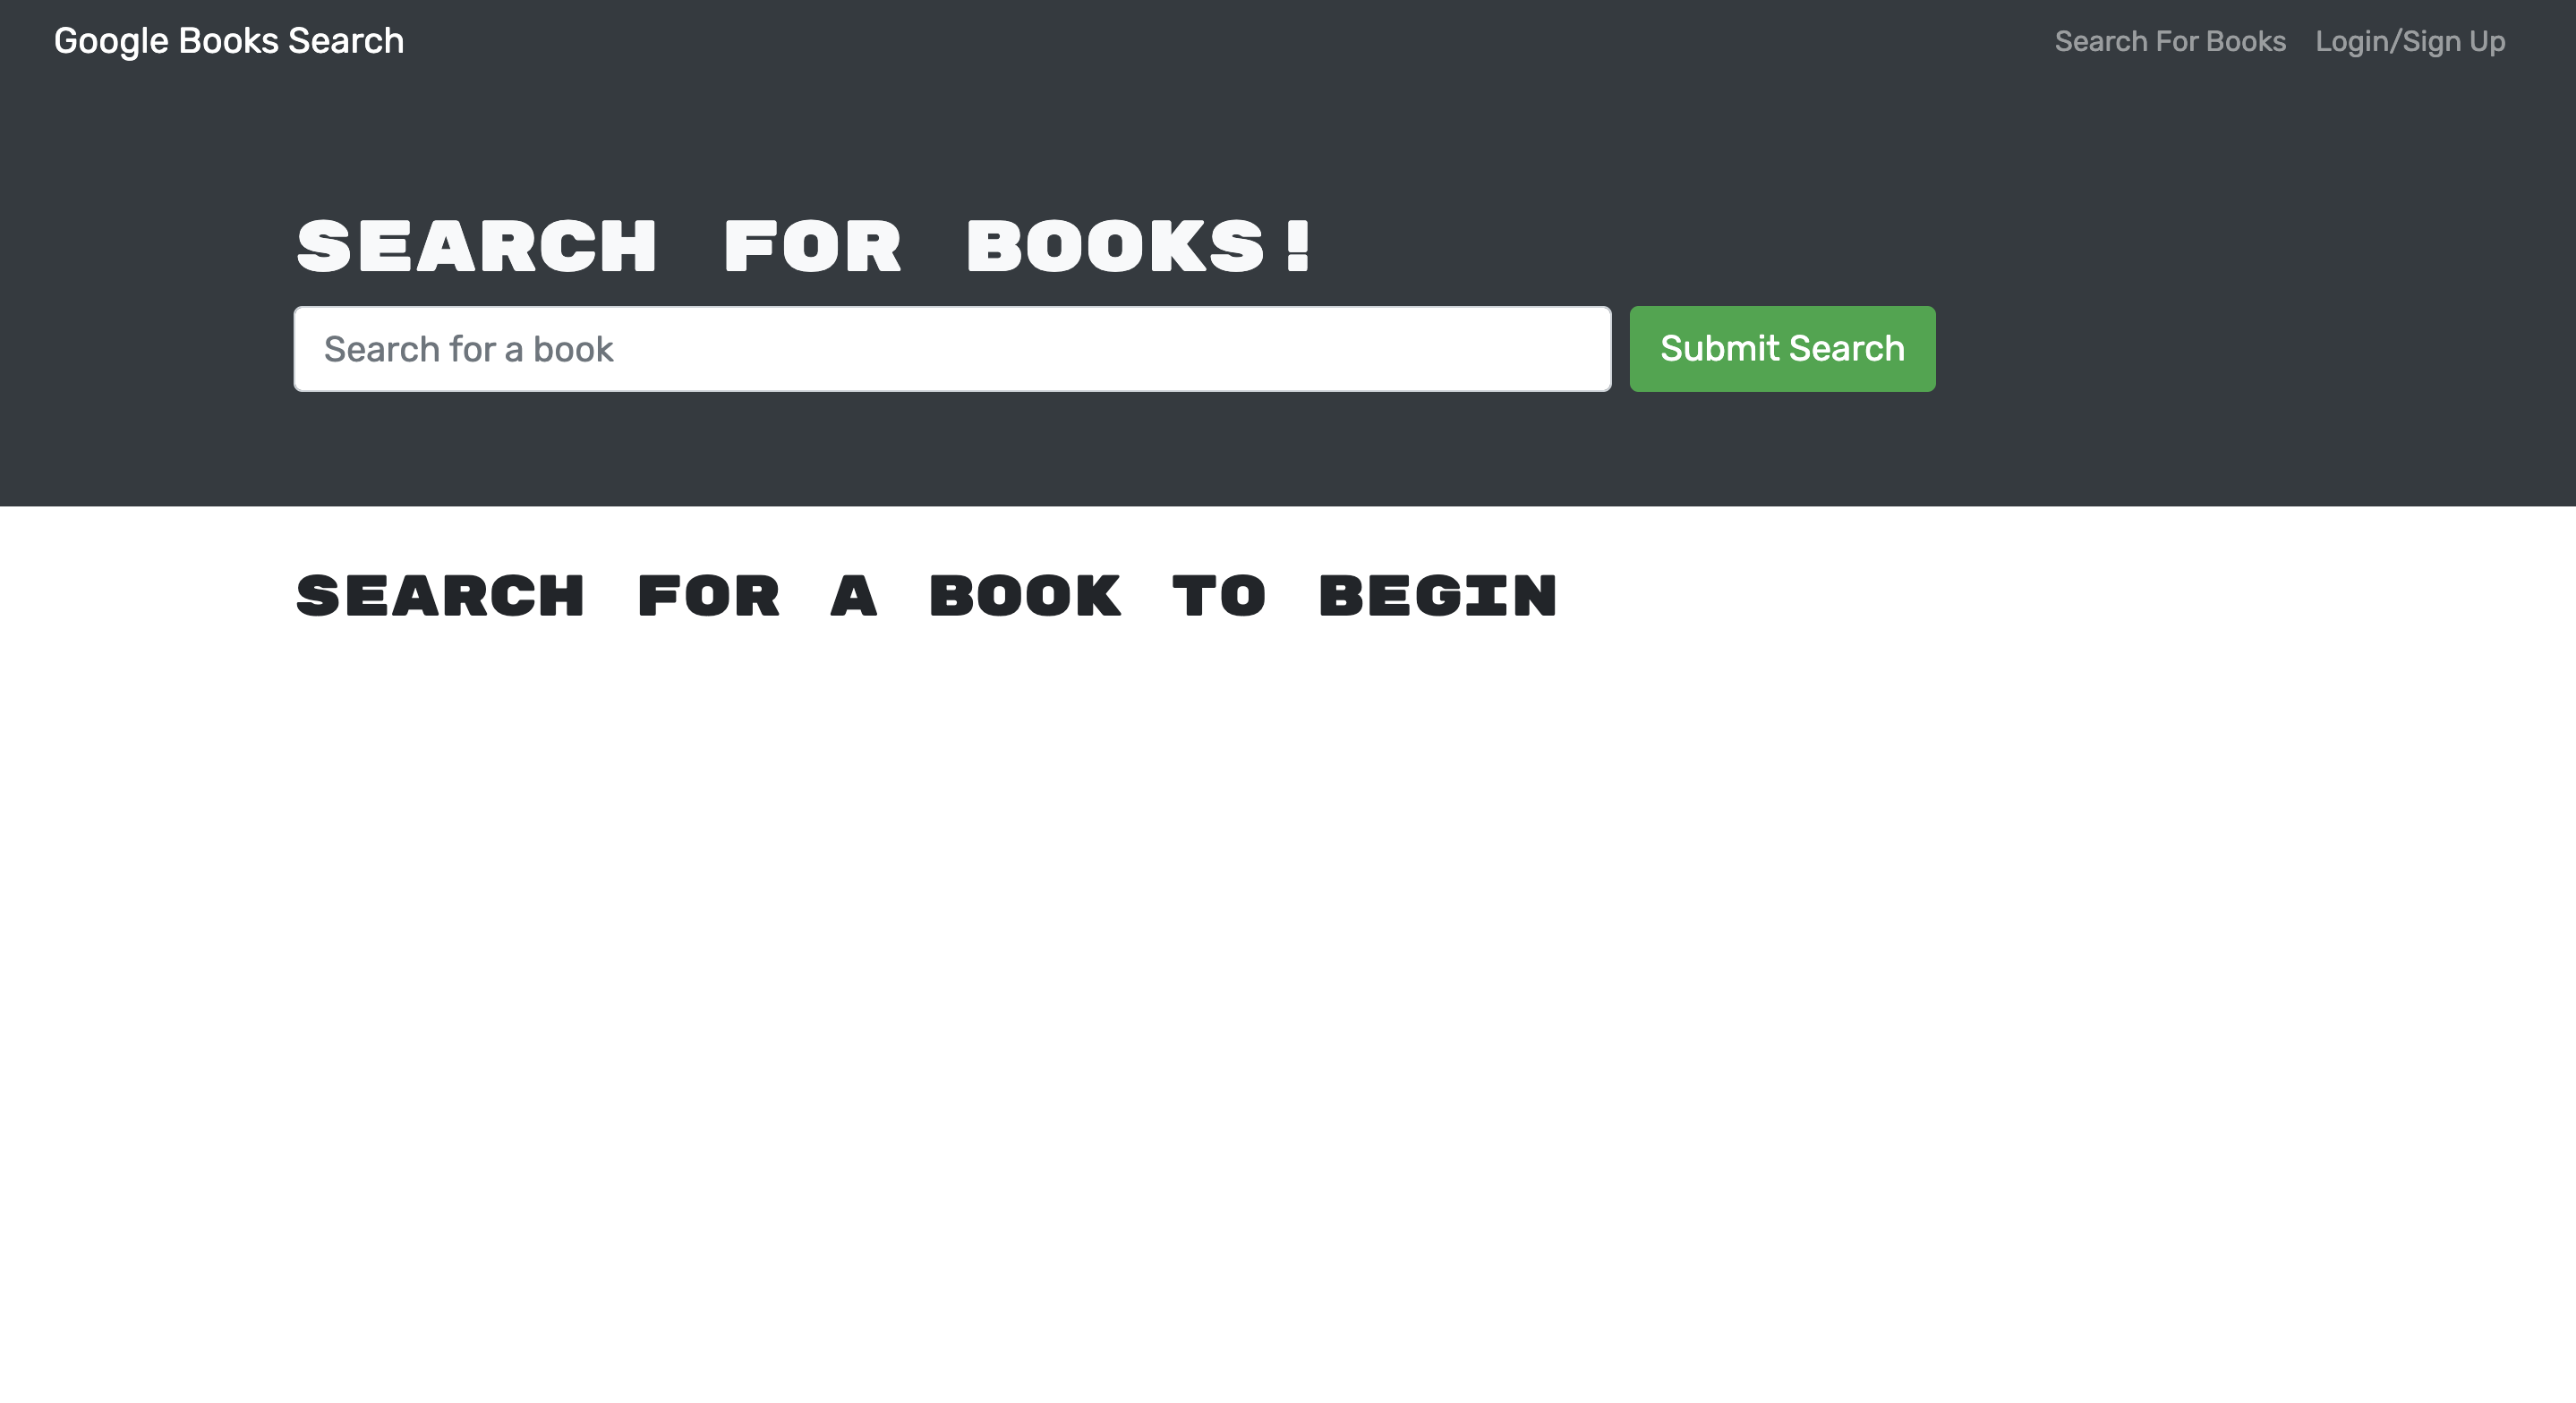 Google Books Search
Search For Books
Login/Sign Up
SEARCH FOR BOOKS!
Search for a book
Submit Search
SEARCH FOR A BOOK TO BEGIN